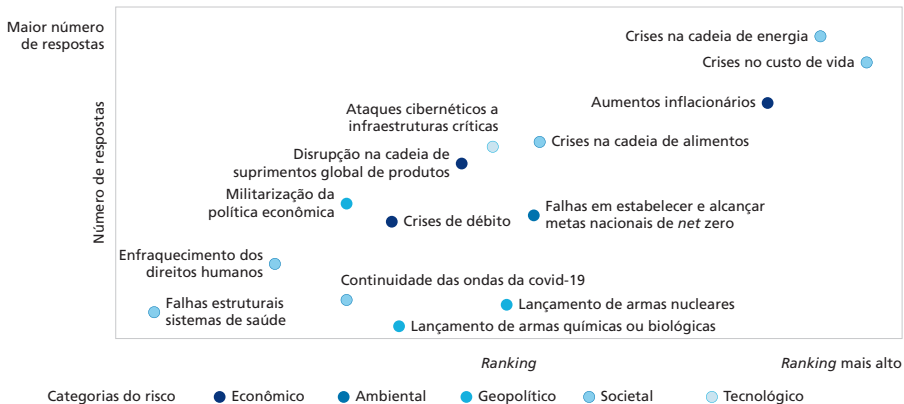 Maior número
de respostas
Número de respostas
Crises na cadeia de energia
Crises no custo de vida
Aumentos inflacionários
Ataques cibernéticos a
infraestruturas críticas
Crises na cadeia de alimentos
Disrupção na cadeia de
suprimentos global de produtos
Militarização da
política econômica
Crises de débito
Falhas em estabelecer e alcançar
metas nacionais de net zero
Enfraquecimento dos
direitos humanos
Continuidade das ondas da covid-19
Falhas estruturais
sistemas de saúde
Lançamento de armas nucleares
Lançamento de armas químicas ou biológicas
Ranking
Ranking mais alto
Categorias do risco
Econômico
Ambiental
Geopolítico
Societal
Tecnológico